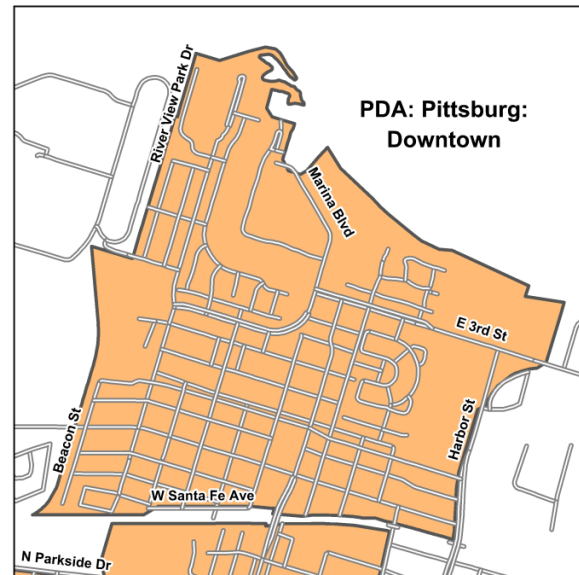 PDA: Pittsburg:
Downtown
River View Park Dr
Marina Blvd
E 3rd St
Beacon St
Harbor St
W Santa Fe Ave
N Parkside Dr